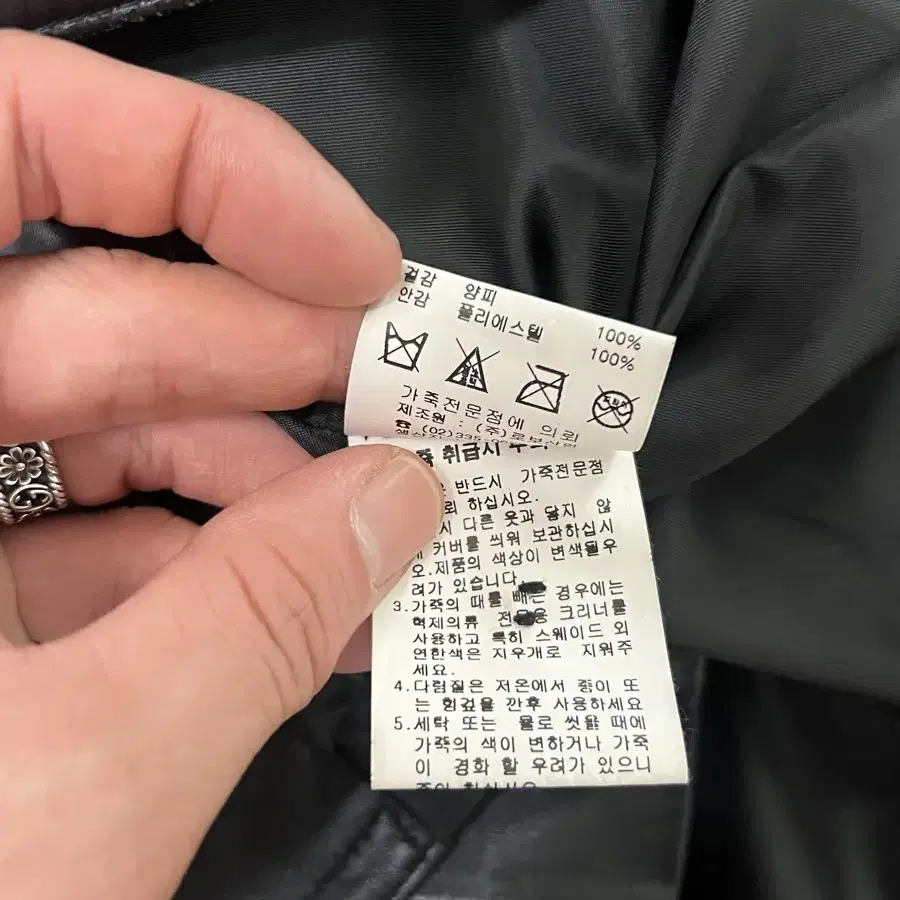 겉감 양피 100%
안감 폴리에스텔 100%
가죽전문점에 의뢰
제조원 : (주)로보
☎ (02)335-
취급시
반드시 가죽전문점
하십시오.
다른 옷과 닿지 않
커버를 씌워 보관하십시
오.제품의 색상이 변색될우
려가 있습니다.
3.가죽의 때를 빼는 경우에는
혁제의류 전문용 크리너를
사용하고 특히 스웨이드 외
연한색은 지우개로 지워주
세요.
4.다림질은 저온에서 종이 또
는 헝겊을 깐후 사용하세요
5.세탁 또는 물로 씻을 때에
가죽의 색이 변하거나 가죽
이 경화 할 우려가 있으니